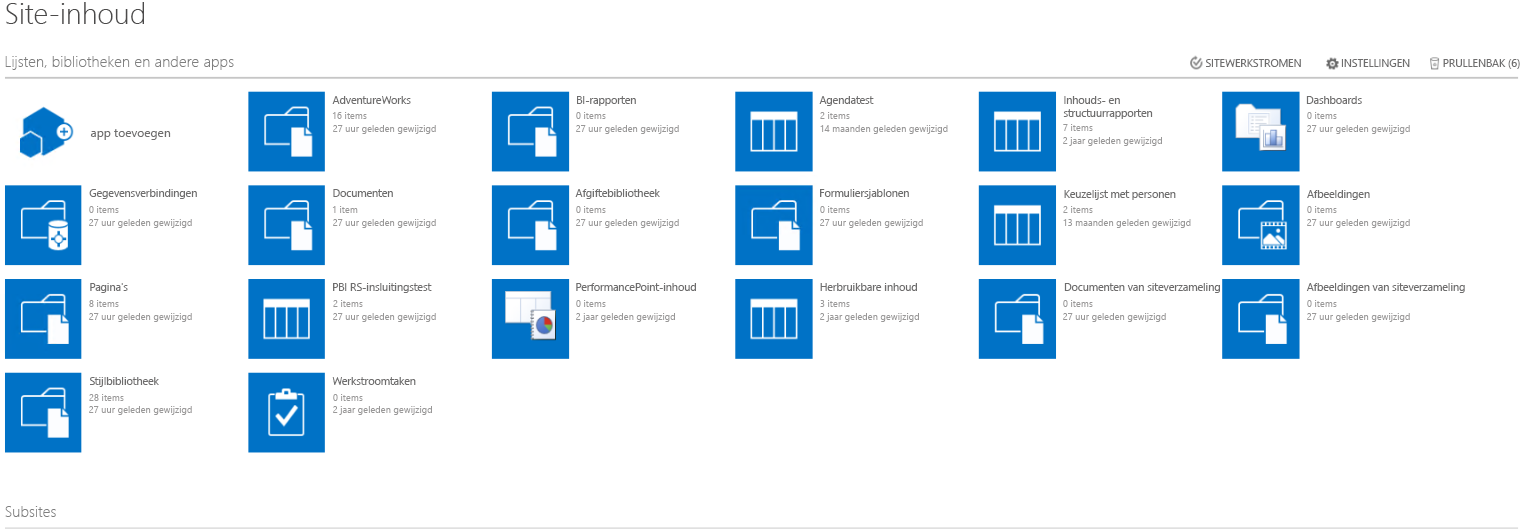 Site-inhoud
Lijsten, bibliotheken en andere apps
SITEWERKSTROMEN
INSTELLINGEN
PRULLENBAK (6)
app toevoegen
AdventureWorks
16 items
27 uur geleden gewijzigd
BI-rapporten
0 items
27 uur geleden gewijzigd
Agendatest
2 items
14 maanden geleden gewijzigd
Inhouds- en
structuurrapporten
7 items
2 jaar geleden gewijzigd
Dashboards
0 items
27 uur geleden gewijzigd
Gegevensverbindingen
0 items
27 uur geleden gewijzigd
Documenten
1 item
27 uur geleden gewijzigd
Afgiftebibliotheek
0 items
27 uur geleden gewijzigd
Formuliersjablonen
0 items
27 uur geleden gewijzigd
Keuzelijst met personen
2 items
13 maanden geleden gewijzigd
Afbeeldingen
0 items
27 uur geleden gewijzigd
Pagina's
8 items
27 uur geleden gewijzigd
PBI RS-insluitingstest
2 items
27 uur geleden gewijzigd
PerformancePoint-inhoud
0 items
2 jaar geleden gewijzigd
Herbruikbare inhoud
3 items
2 jaar geleden gewijzigd
Documenten van siteverzameling
0 items
27 uur geleden gewijzigd
Afbeeldingen van siteverzameling
0 items
27 uur geleden gewijzigd
Stijlbibliotheek
28 items
27 uur geleden gewijzigd
Werkstroomtaken
0 items
2 jaar geleden gewijzigd
Subsites